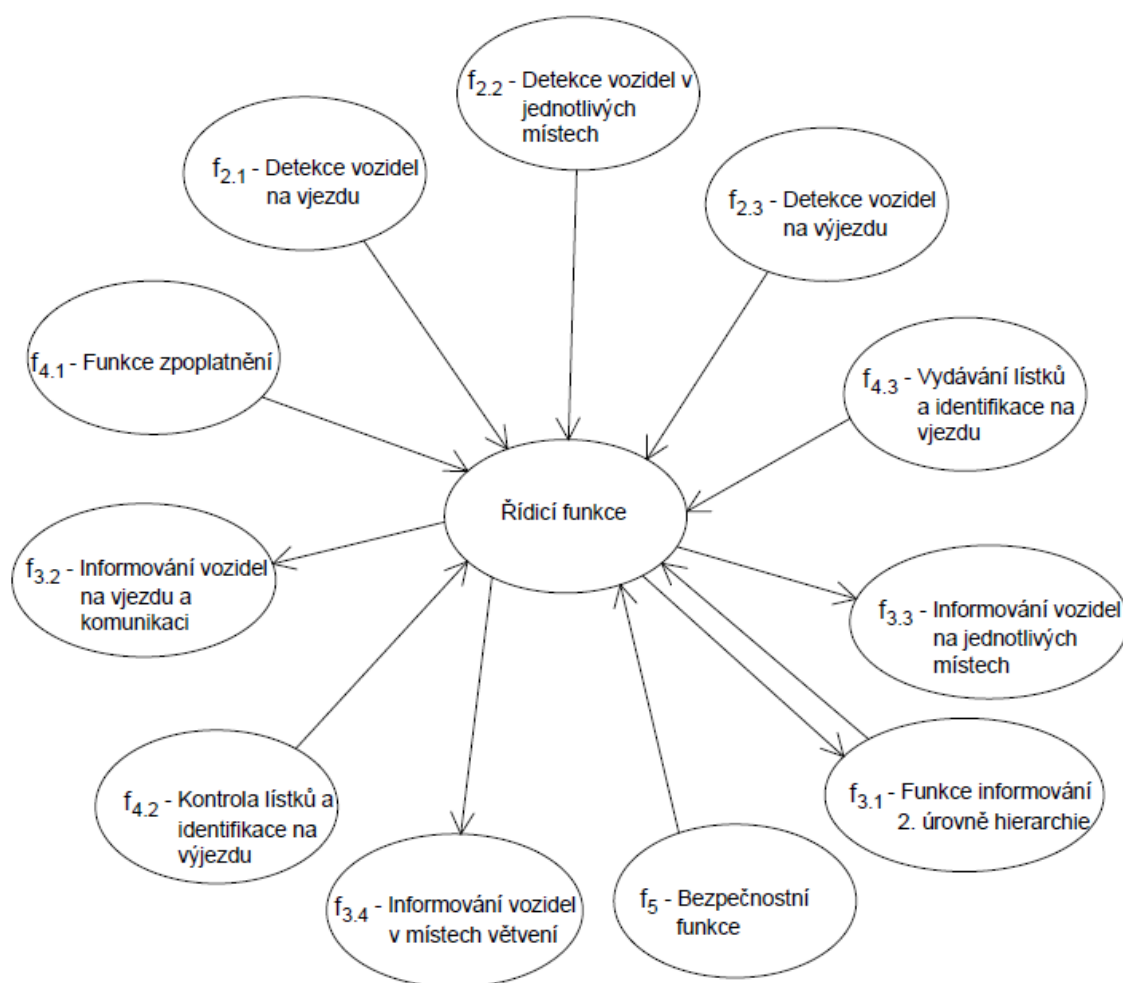 f2.2 - Detekce vozidel v
jednotlivých
místech
f2.1 - Detekce vozidel
na vjezdu
f2.3 - Detekce vozidel
na výjezdu
f4.1 - Funkce zpoplatnění
f4.3 - Vydávání lístků
a identifikace na
vjezdu
Řídicí funkce
f3.2 - Informování vozidel
na vjezdu a
komunikaci
f3.3 - Informování vozidel
na jednotlivých
místech
f4.2 - Kontrola lístků a
identifikace na
výjezdu
f3.1 - Funkce informování
2. úrovně hierarchie
f3.4 - Informování vozidel
v místech větvení
f5 - Bezpečnostní
funkce